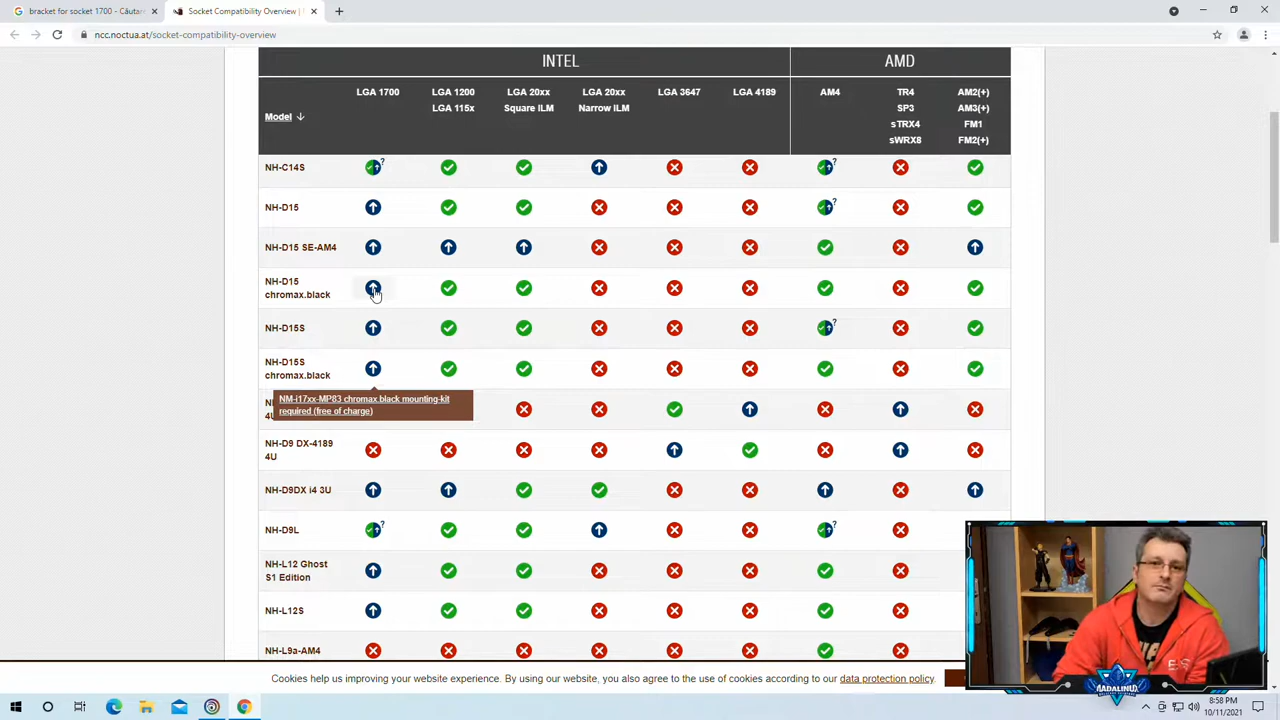 bracket for socket 1700 - Căutare
Socket Compatibility Overview |
ncc.noctua.at/socket-compatibility-overview
INTEL
AMD
Model ↓
LGA 1700
LGA 1200
LGA 115x
LGA 20xx
Square ILM
LGA 20xx
Narrow ILM
LGA 3647
LGA 4189
AM4
TR4
SP3
sTRX4
sWRX8
AM2(+)
AM3(+)
FM1
FM2(+)
NH-C14S
?
?
NH-D15
?
NH-D15 SE-AM4
NH-D15
chromax.black
NH-D15S
?
NH-D15S
chromax.black
NM-i17xx-MP83 chromax.black mounting-kit
required (free of charge)
NH-D9 DX-4189
4U
NH-D9DX i4 3U
NH-D9L
?
?
NH-L12 Ghost
S1 Edition
NH-L12S
NH-L9a-AM4
Cookies help us improving your website experience. By using our website, you also agree to the use of cookies according to our data protection policy.
MADALINUX
8:58 PM
10/11/2021